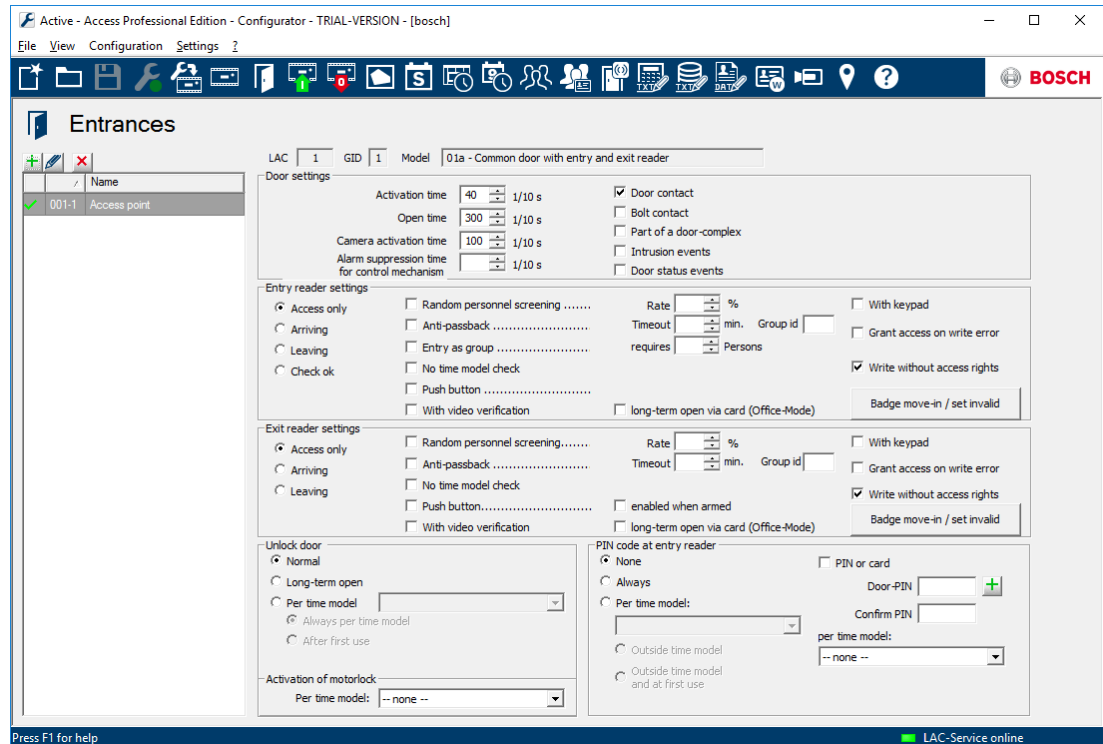 Active - Access Professional Edition - Configurator - TRIAL-VERSION - [bosch]
File View Configuration Settings ?
S TXT TXT DATA W ? BOSCH
Entrances
LAC 1 GID 1 Model 01a - Common door with entry and exit reader
Name
001-1 Access point
Door settings
Activation time 40 1/10 s
Open time 300 1/10 s
Camera activation time 100 1/10 s
Alarm suppression time
for control mechanism 1/10 s
Door contact
Bolt contact
Part of a door-complex
Intrusion events
Door status events
Entry reader settings
Access only
Arriving
Leaving
Check ok
Random personnel screening ...... Rate %
Anti-passback ...................... Timeout min. Group id
Entry as group ..................... requires Persons
No time model check
Push button ........................
With video verification
long-term open via card (Office-Mode)
With keypad
Grant access on write error
Write without access rights
Badge move-in / set invalid
Exit reader settings
Access only
Arriving
Leaving
Random personnel screening....... Rate %
Anti-passback ...................... Timeout min. Group id
No time model check
Push button......................... enabled when armed
With video verification
long-term open via card (Office-Mode)
With keypad
Grant access on write error
Write without access rights
Badge move-in / set invalid
Unlock door
Normal
Long-term open
Per time model
Always per time model
After first use
Activation of motorlock
Per time model: -- none --
PIN code at entry reader
None
Always
Per time model:
Outside time model
Outside time model
and at first use
PIN or card
Door-PIN
Confirm PIN
per time model:
-- none --
Press F1 for help
LAC-Service online